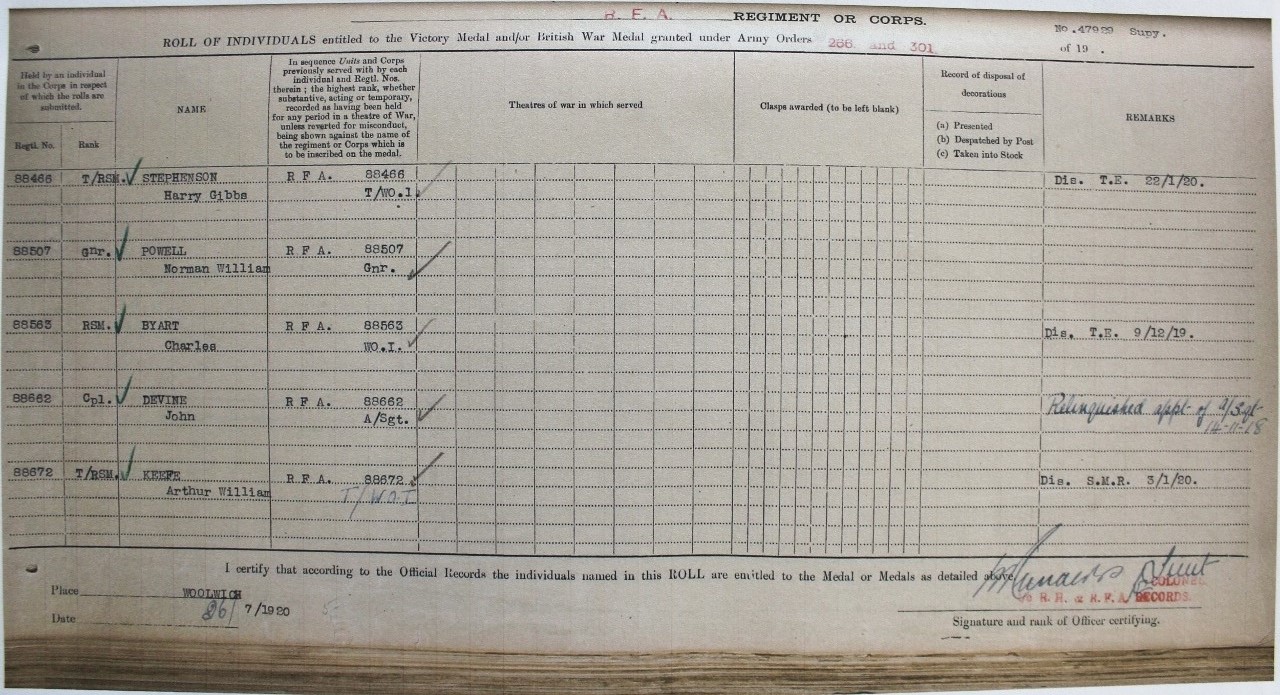 R. F. A. REGIMENT OR CORPS.
No. 47929 Supy.
ROLL OF INDIVIDUALS entitled to the Victory Medal and/or British War Medal granted under Army Orders 266 and 301
of 19 .
Held by an individual
in the Corps in respect
of which the rolls are
submitted.
Regtl. No.
Rank
NAME
In sequence Units and Corps
previously served with by each
individual and Regtl. Nos.
therein; the highest rank, whether
substantive, acting or temporary,
recorded as having been held
for any period in a theatre of War,
unless reverted for misconduct,
being shown against the name of
the regiment or Corps which is
to be inscribed on the medal.
Theatres of war in which served
Clasps awarded (to be left blank)
Record of disposal of
decorations
(a) Presented
(b) Despatched by Post
(c) Taken into Stock
REMARKS
88466 T/RSM. STEPHENSON R F A. 88466 Dis. T.E. 22/1/20.
Harry Gibbs T/WO.1
88507 Gnr. POWELL R F A. 88507
Norman William Gnr.
88563 RSM. BYART R F A. 88563 Dis. T.E. 9/12/19.
Charles WO.I.
88662 Cpl. DEVINE R F A. 88662 Relinquished appt of A/Sgt
John A/Sgt. 14-11-18
88672 T/RSM. KEEFE R F A. 88672 Dis. S.M.R. 3/1/20.
Arthur William T/W.O.I
I certify that according to the Official Records the individuals named in this ROLL are entitled to the Medal or Medals as detailed above.
Lieut
COLONEL
Place WOOLWICH
R. H. & R. F. A. RECORDS.
Date 26/7/1920
Signature and rank of Officer certifying.